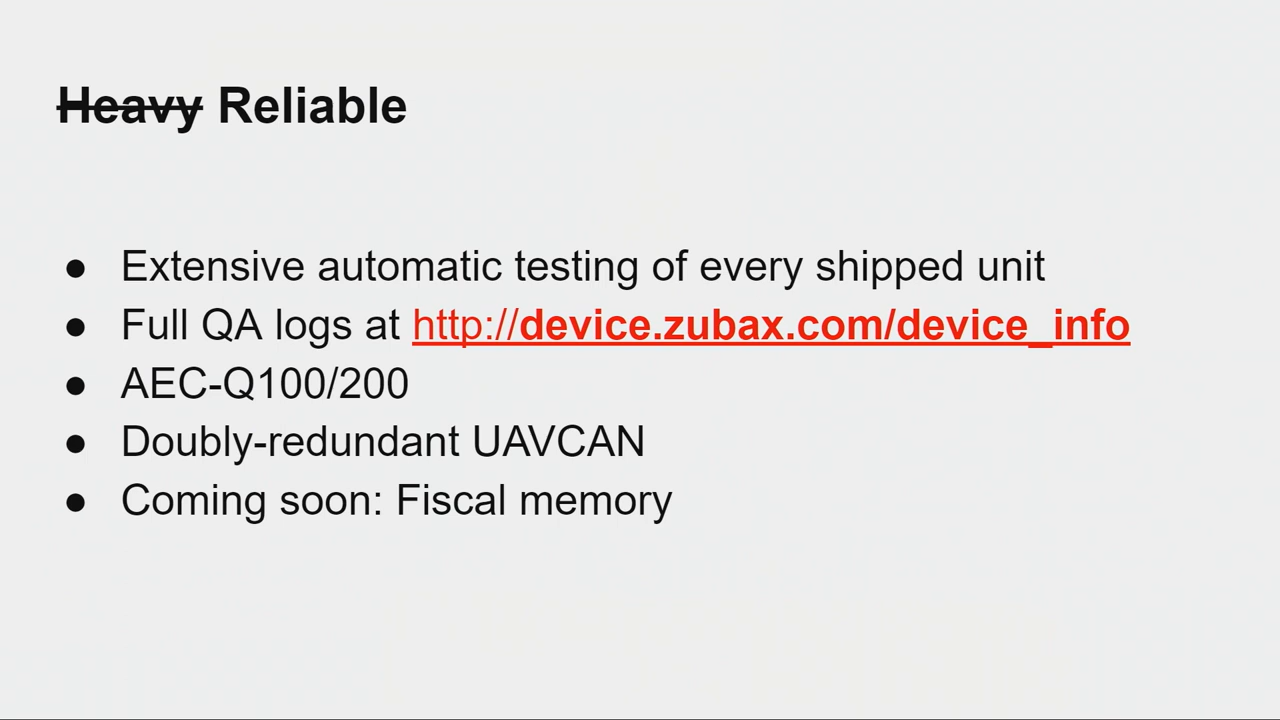 Heavy Reliable
● Extensive automatic testing of every shipped unit
● Full QA logs at http://device.zubax.com/device_info
● AEC-Q100/200
● Doubly-redundant UAVCAN
● Coming soon: Fiscal memory